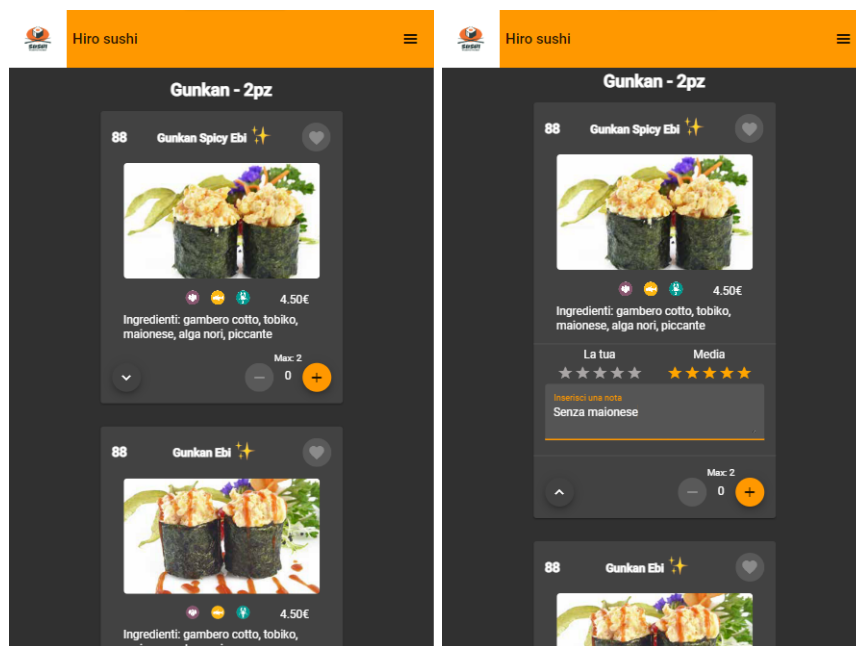 Hiro sushi
Gunkan - 2pz
88 Gunkan Spicy Ebi ✨
4.50€
Ingredienti: gambero cotto, tobiko,
maionese, alga nori, piccante
Max: 2
0
88 Gunkan Ebi ✨
4.50€
Ingredienti: gambero cotto, tobiko,
Hiro sushi
Gunkan - 2pz
88 Gunkan Spicy Ebi ✨
4.50€
Ingredienti: gambero cotto, tobiko,
maionese, alga nori, piccante
La tua Media
Inserisci una nota
Senza maionese
Max: 2
0
88 Gunkan Ebi ✨